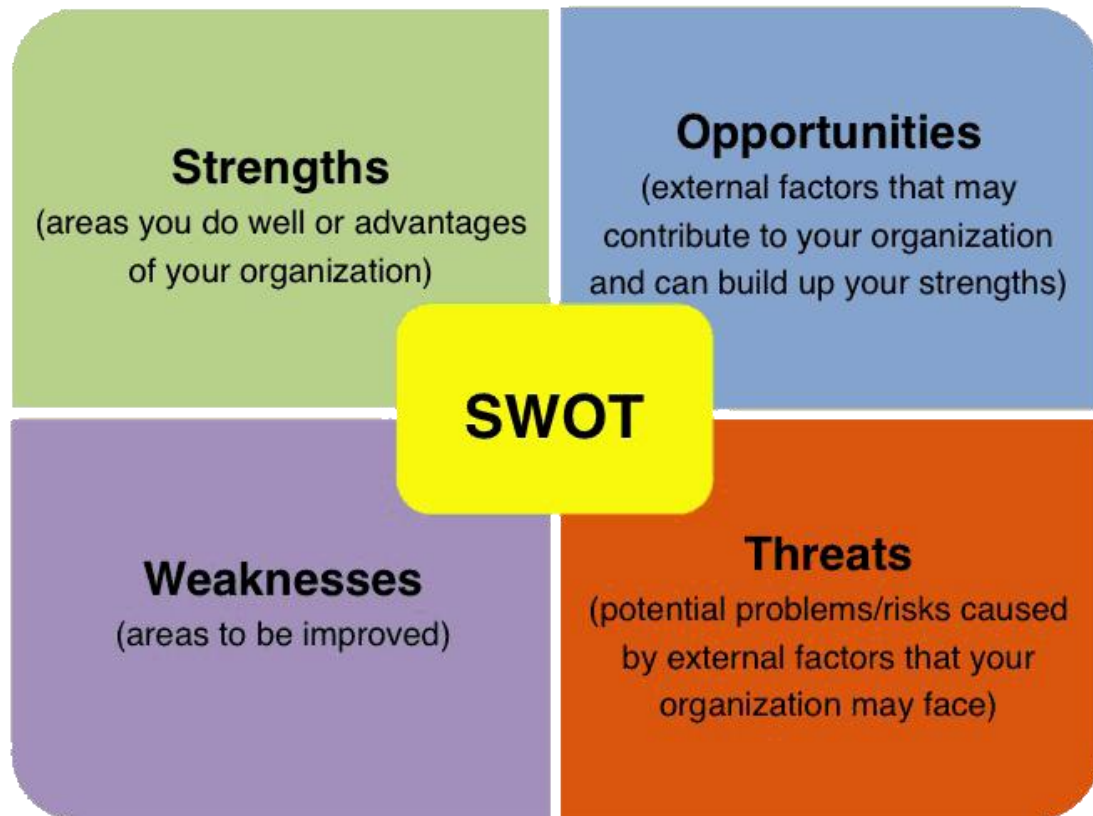 Strengths
(areas you do well or advantages
of your organization)
Opportunities
(external factors that may
contribute to your organization
and can build up your strengths)
SWOT
Weaknesses
(areas to be improved)
Threats
(potential problems/risks caused
by external factors that your
organization may face)